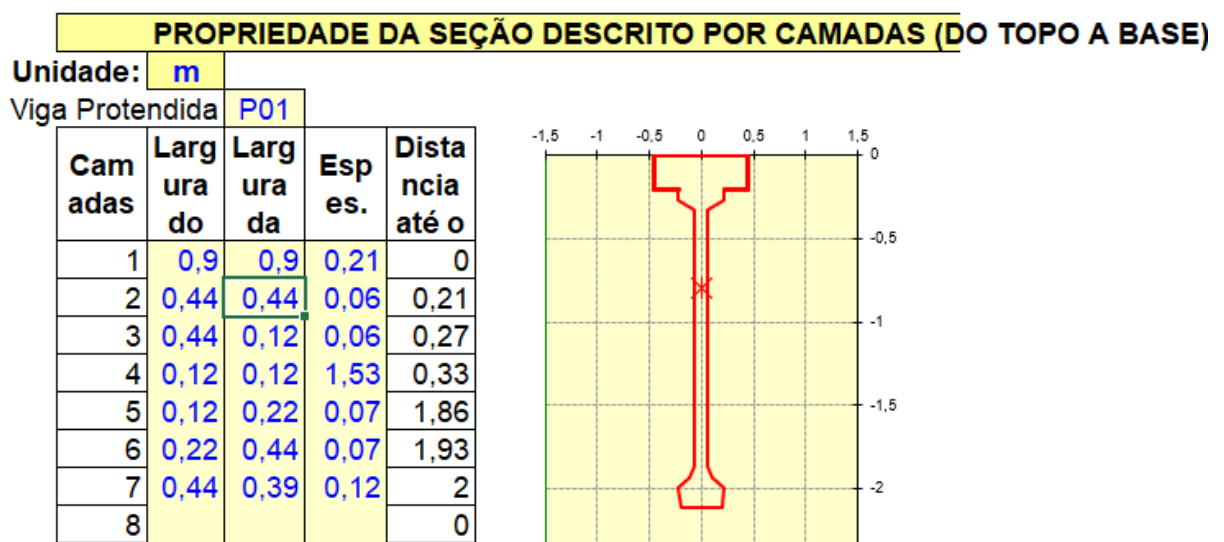 PROPRIEDADE DA SEÇÃO DESCRITO POR CAMADAS (DO TOPO A BASE)
Unidade: m
Viga Protendida P01
Cam adas Larg ura do Larg ura da Esp es. Dista ncia até o
1 0,9 0,9 0,21 0
2 0,44 0,44 0,06 0,21
3 0,44 0,12 0,06 0,27
4 0,12 0,12 1,53 0,33
5 0,12 0,22 0,07 1,86
6 0,22 0,44 0,07 1,93
7 0,44 0,39 0,12 2
8 0
-1,5 -1 -0,5 0 0,5 1 1,5
0
-0,5
-1
-1,5
-2